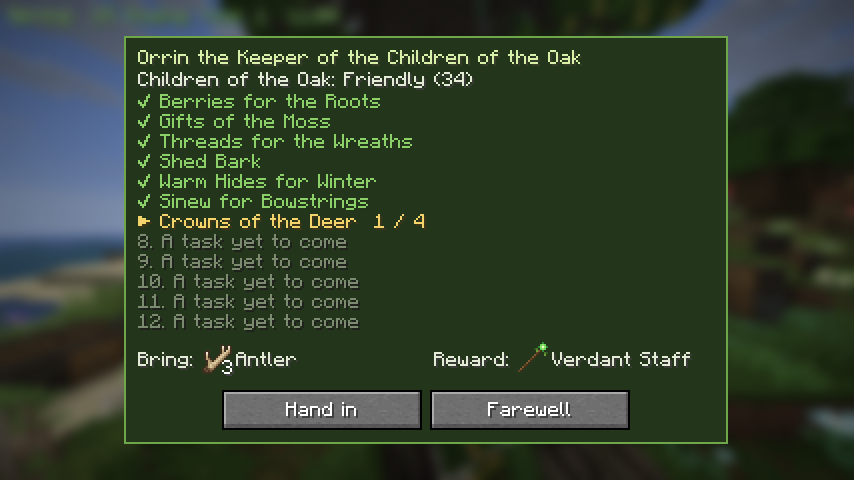 Orrin the Keeper of the Children of the Oak
Children of the Oak: Friendly (34)
✓ Berries for the Roots
✓ Gifts of the Moss
✓ Threads for the Wreaths
✓ Shed Bark
✓ Warm Hides for Winter
✓ Sinew for Bowstrings
► Crowns of the Deer 1 / 4
8. A task yet to come
9. A task yet to come
10. A task yet to come
11. A task yet to come
12. A task yet to come
Bring: 3 Antler Reward: Verdant Staff
Hand in Farewell